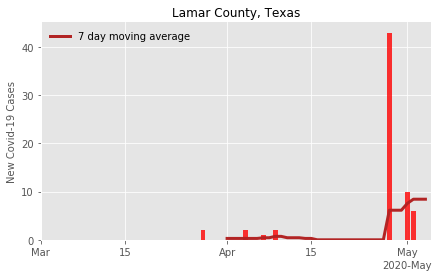 Lamar County, Texas
7 day moving average
New Covid-19 Cases
40
30
20
10
0
Mar
15
Apr
15
May
2020-May